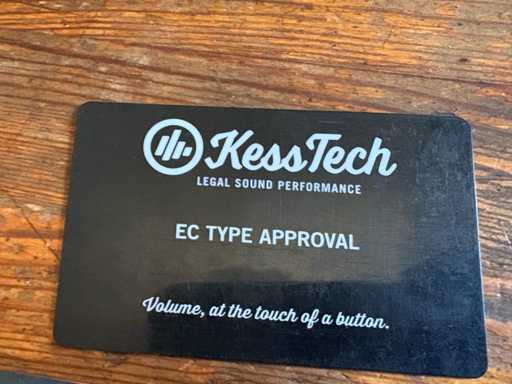 KessTech
LEGAL SOUND PERFORMANCE
EC TYPE APPROVAL
Volume, at the touch of a button.